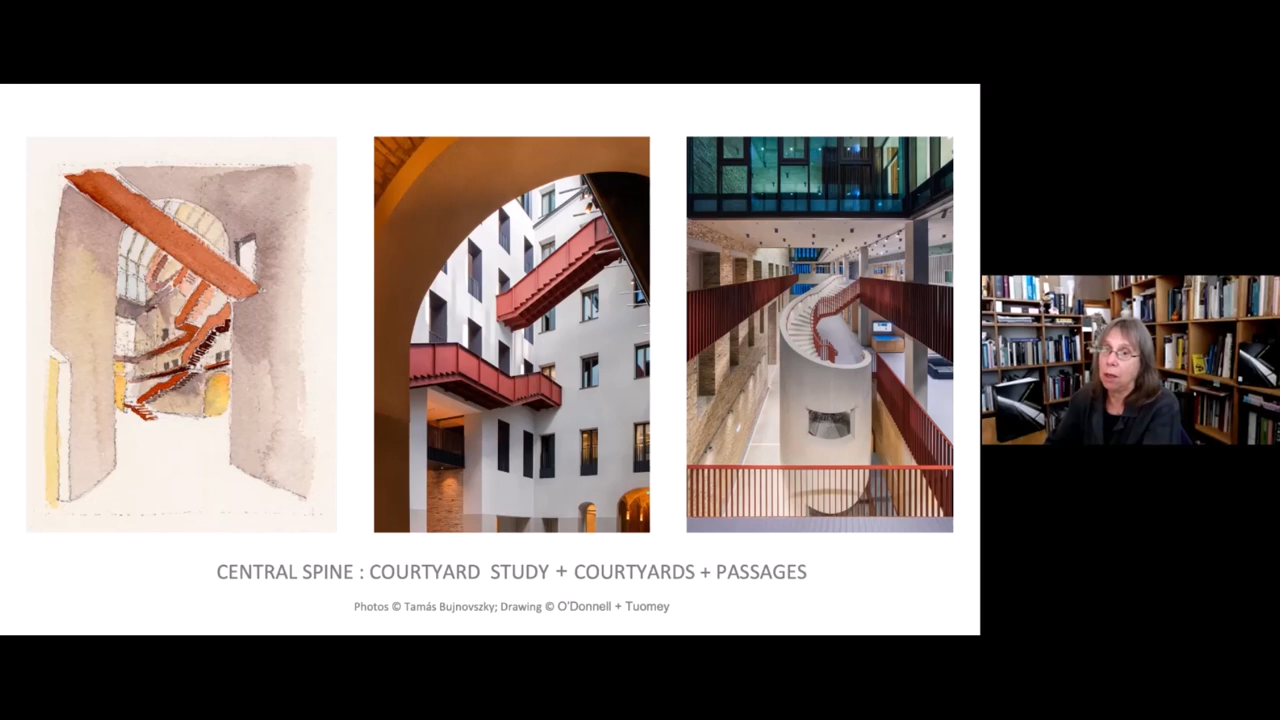 CENTRAL SPINE : COURTYARD STUDY + COURTYARDS + PASSAGES
Photos © Tamás Bujnovszky; Drawing © O'Donnell + Tuomey